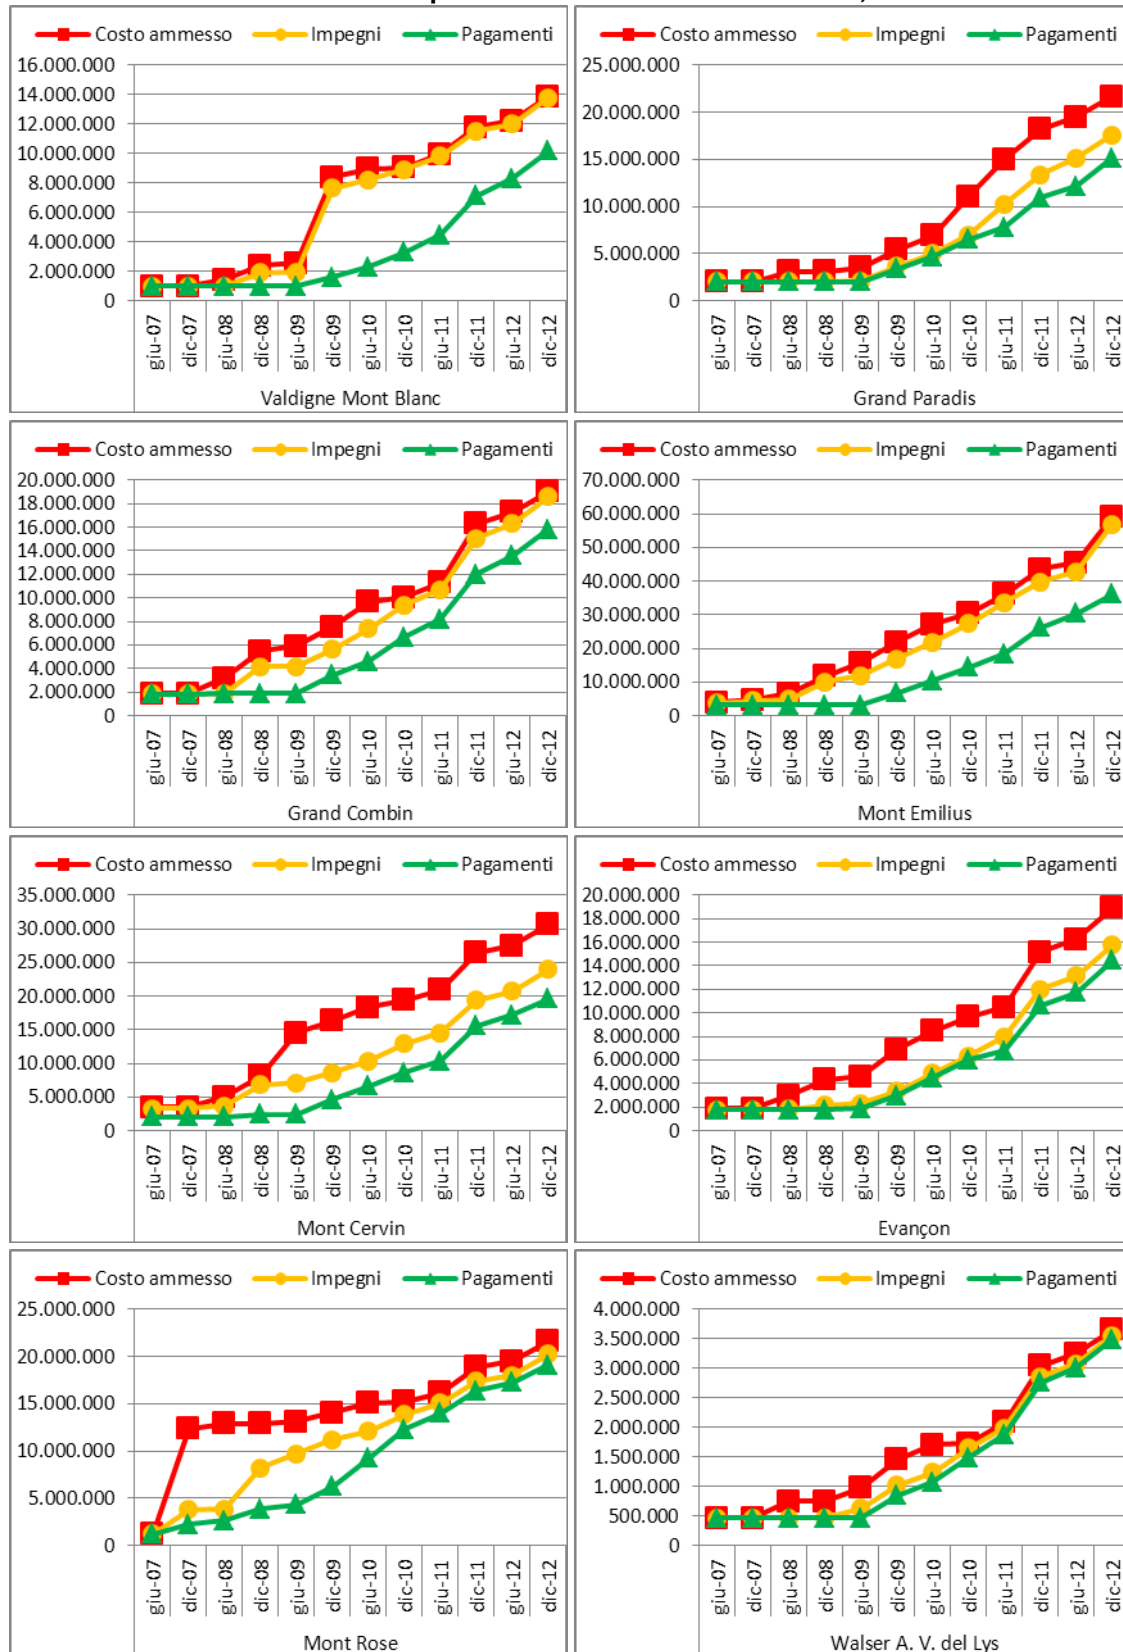 Costo ammesso Impegni Pagamenti
16.000.000
14.000.000
12.000.000
10.000.000
8.000.000
6.000.000
4.000.000
2.000.000
0
giu-07 dic-07 giu-08 dic-08 giu-09 dic-09 giu-10 dic-10 giu-11 dic-11 giu-12 dic-12
Valdigne Mont Blanc
Costo ammesso Impegni Pagamenti
25.000.000
20.000.000
15.000.000
10.000.000
5.000.000
0
giu-07 dic-07 giu-08 dic-08 giu-09 dic-09 giu-10 dic-10 giu-11 dic-11 giu-12 dic-12
Grand Paradis
Costo ammesso Impegni Pagamenti
20.000.000
18.000.000
16.000.000
14.000.000
12.000.000
10.000.000
8.000.000
6.000.000
4.000.000
2.000.000
0
giu-07 dic-07 giu-08 dic-08 giu-09 dic-09 giu-10 dic-10 giu-11 dic-11 giu-12 dic-12
Grand Combin
Costo ammesso Impegni Pagamenti
70.000.000
60.000.000
50.000.000
40.000.000
30.000.000
20.000.000
10.000.000
0
giu-07 dic-07 giu-08 dic-08 giu-09 dic-09 giu-10 dic-10 giu-11 dic-11 giu-12 dic-12
Mont Emilius
Costo ammesso Impegni Pagamenti
35.000.000
30.000.000
25.000.000
20.000.000
15.000.000
10.000.000
5.000.000
0
giu-07 dic-07 giu-08 dic-08 giu-09 dic-09 giu-10 dic-10 giu-11 dic-11 giu-12 dic-12
Mont Cervin
Costo ammesso Impegni Pagamenti
20.000.000
18.000.000
16.000.000
14.000.000
12.000.000
10.000.000
8.000.000
6.000.000
4.000.000
2.000.000
0
giu-07 dic-07 giu-08 dic-08 giu-09 dic-09 giu-10 dic-10 giu-11 dic-11 giu-12 dic-12
Evançon
Costo ammesso Impegni Pagamenti
25.000.000
20.000.000
15.000.000
10.000.000
5.000.000
0
giu-07 dic-07 giu-08 dic-08 giu-09 dic-09 giu-10 dic-10 giu-11 dic-11 giu-12 dic-12
Mont Rose
Costo ammesso Impegni Pagamenti
4.000.000
3.500.000
3.000.000
2.500.000
2.000.000
1.500.000
1.000.000
500.000
0
giu-07 dic-07 giu-08 dic-08 giu-09 dic-09 giu-10 dic-10 giu-11 dic-11 giu-12 dic-12
Walser A. V. del Lys